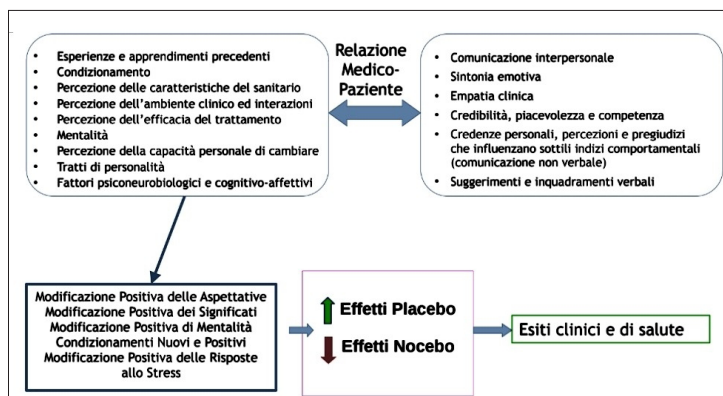 • Esperienze e apprendimenti precedenti
• Condizionamento
• Percezione delle caratteristiche del sanitario
• Percezione dell'ambiente clinico ed interazioni
• Percezione dell'efficacia del trattamento
• Mentalità
• Percezione della capacità personale di cambiare
• Tratti di personalità
• Fattori psiconeurobiologici e cognitivo-affettivi
Relazione
Medico-
Paziente
• Comunicazione interpersonale
• Sintonia emotiva
• Empatia clinica
• Credibilità, piacevolezza e competenza
• Credenze personali, percezioni e pregiudizi
che influenzano sottili indizi comportamentali
(comunicazione non verbale)
• Suggerimenti e inquadramenti verbali
Modificazione Positiva delle Aspettative
Modificazione Positiva dei Significati
Modificazione Positiva di Mentalità
Condizionamenti Nuovi e Positivi
Modificazione Positiva delle Risposte
allo Stress
Effetti Placebo
Effetti Nocebo
Esiti clinici e di salute